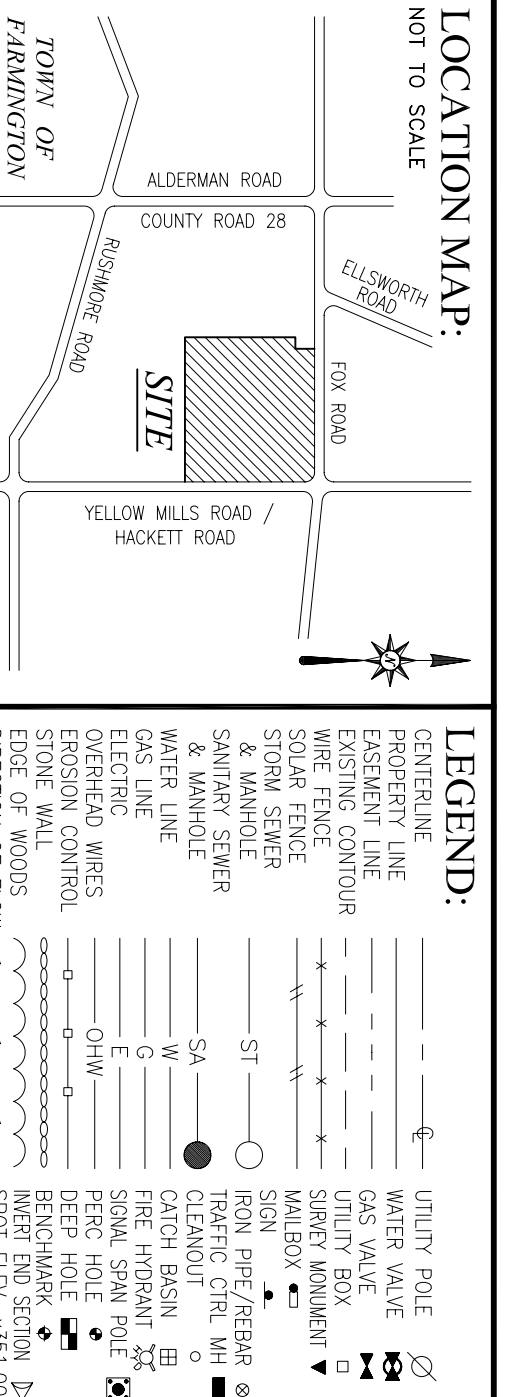 LOCATION MAP:
NOT TO SCALE
TOWN OF
FARMINGTON
ALDERMAN ROAD
COUNTY ROAD 28
RUSHMORE ROAD
ELLSWORTH
ROAD
FOX ROAD
SITE
YELLOW MILLS ROAD /
HACKETT ROAD
N
LEGEND:
CENTERLINE
PROPERTY LINE
EASEMENT LINE
EXISTING CONTOUR
WIRE FENCE
SOLAR FENCE
STORM SEWER
& MANHOLE
ST
SANITARY SEWER
& MANHOLE
SA
WATER LINE
W
GAS LINE
G
ELECTRIC
E
OVERHEAD WIRES
OHW
EROSION CONTROL
STONE WALL
EDGE OF WOODS
UTILITY POLE
WATER VALVE
GAS VALVE
UTILITY BOX
SURVEY MONUMENT
MAILBOX
SIGN
IRON PIPE/REBAR
TRAFFIC CTRL MH
CLEANOUT
CATCH BASIN
FIRE HYDRANT
SIGNAL SPAN POLE
PERC HOLE
DEEP HOLE
BENCHMARK
INVERT END SECTION